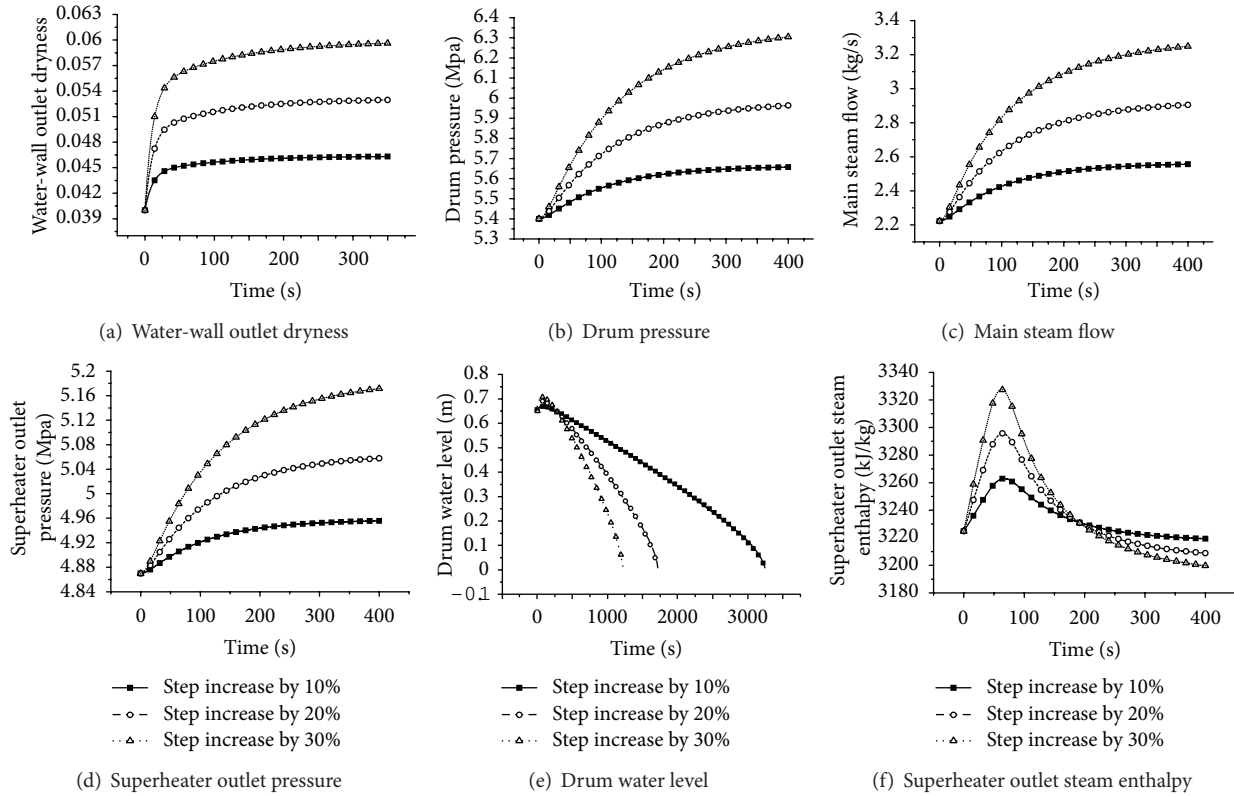 Water-wall outlet dryness
0.063
0.06
0.057
0.054
0.051
0.048
0.045
0.042
0.039
0
100
200
300
Time (s)
(a) Water-wall outlet dryness
Drum pressure (Mpa)
6.4
6.3
6.2
6.1
6
5.9
5.8
5.7
5.6
5.5
5.4
5.3
0
100
200
300
400
Time (s)
(b) Drum pressure
Main steam flow (kg/s)
3.4
3.2
3
2.8
2.6
2.4
2.2
0
100
200
300
400
Time (s)
(c) Main steam flow
Superheater outlet
pressure (Mpa)
5.2
5.16
5.12
5.08
5.04
5
4.96
4.92
4.88
4.84
0
100
200
300
400
Time (s)
Step increase by 10%
Step increase by 20%
Step increase by 30%
(d) Superheater outlet pressure
Drum water level (m)
0.8
0.7
0.6
0.5
0.4
0.3
0.2
0.1
0
−0.1
0
1000
2000
3000
Time (s)
Step increase by 10%
Step increase by 20%
Step increase by 30%
(e) Drum water level
Superheater outlet steam
enthalpy (kJ/kg)
3340
3320
3300
3280
3260
3240
3220
3200
3180
0
100
200
300
400
Time (s)
Step increase by 10%
Step increase by 20%
Step increase by 30%
(f) Superheater outlet steam enthalpy